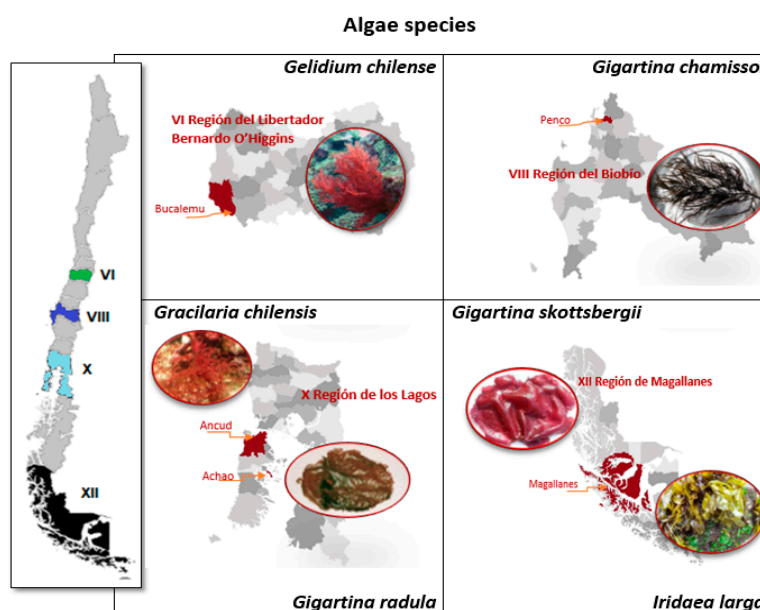 Algae species
Gelidium chilense
VI Región del Libertador
Bernardo O'Higgins
Bucalemu
Gigartina chamissoi
Penco
VIII Región del Biobío
VI
VIII
X
XII
Gracilaria chilensis
X Región de los Lagos
Ancud
Achao
Gigartina radula
Gigartina skottsbergii
XII Región de Magallanes
Magallanes
Iridaea larga